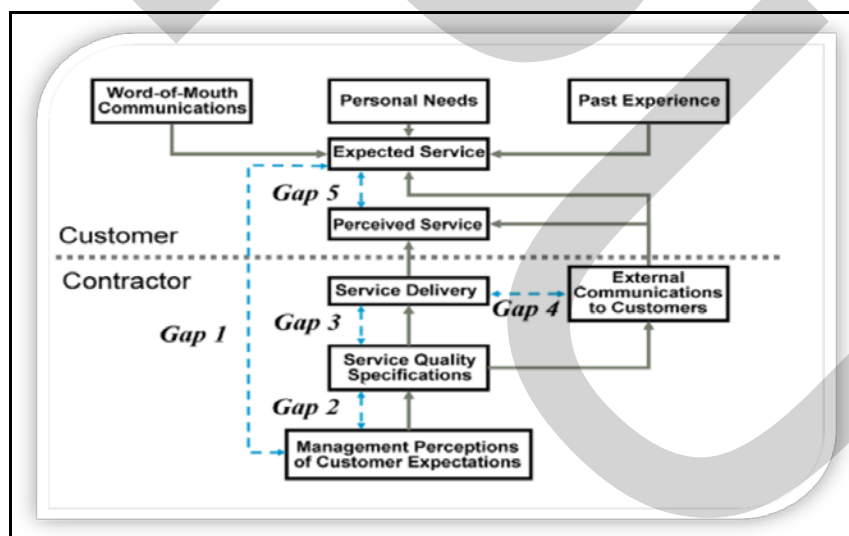 Word-of-Mouth
Communications
Personal Needs
Past Experience
Expected Service
Gap 5
Perceived Service
Customer
Contractor
Service Delivery
External
Communications
to Customers
Gap 4
Gap 3
Gap 1
Service Quality
Specifications
Gap 2
Management Perceptions
of Customer Expectations